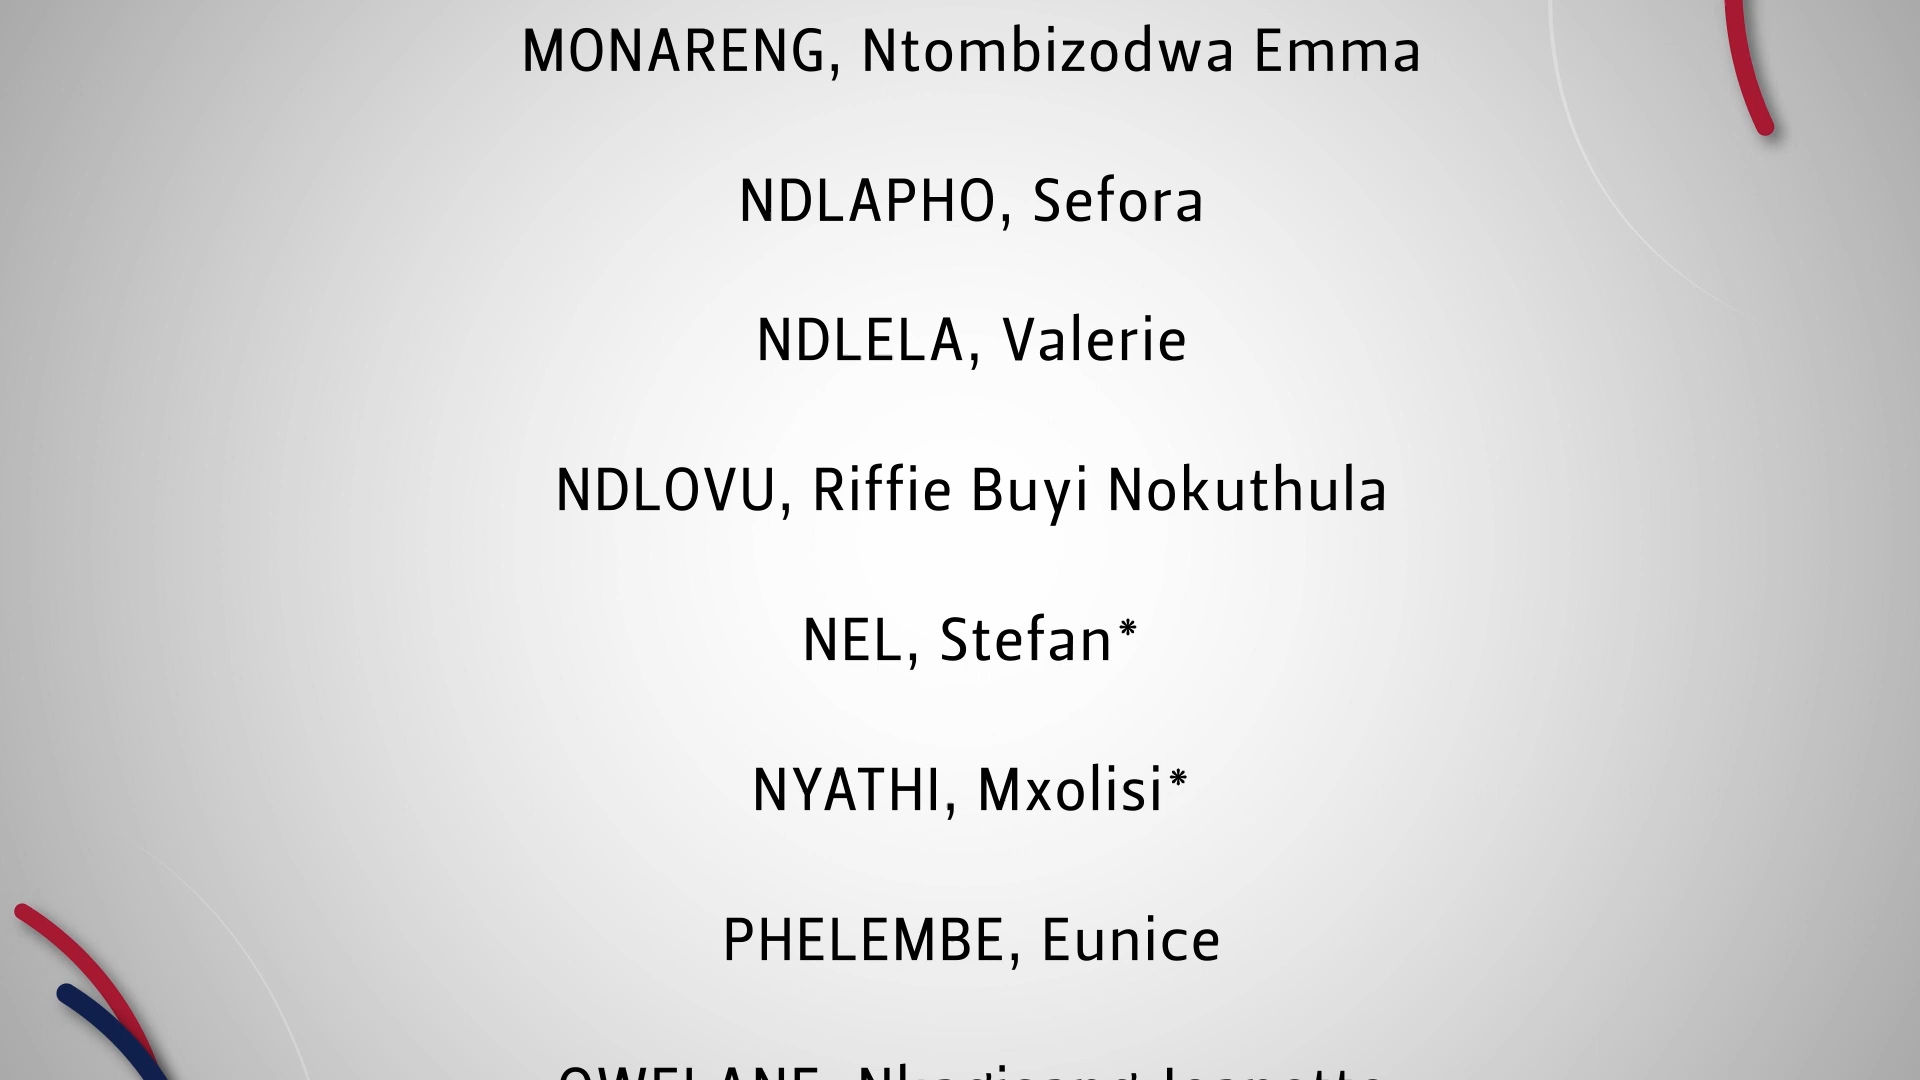 MONARENG, Ntombizodwa Emma
NDLAPHO, Sefora
NDLELA, Valerie
NDLOVU, Riffie Buyi Nokuthula
NEL, Stefan*
NYATHI, Mxolisi*
PHELEMBE, Eunice